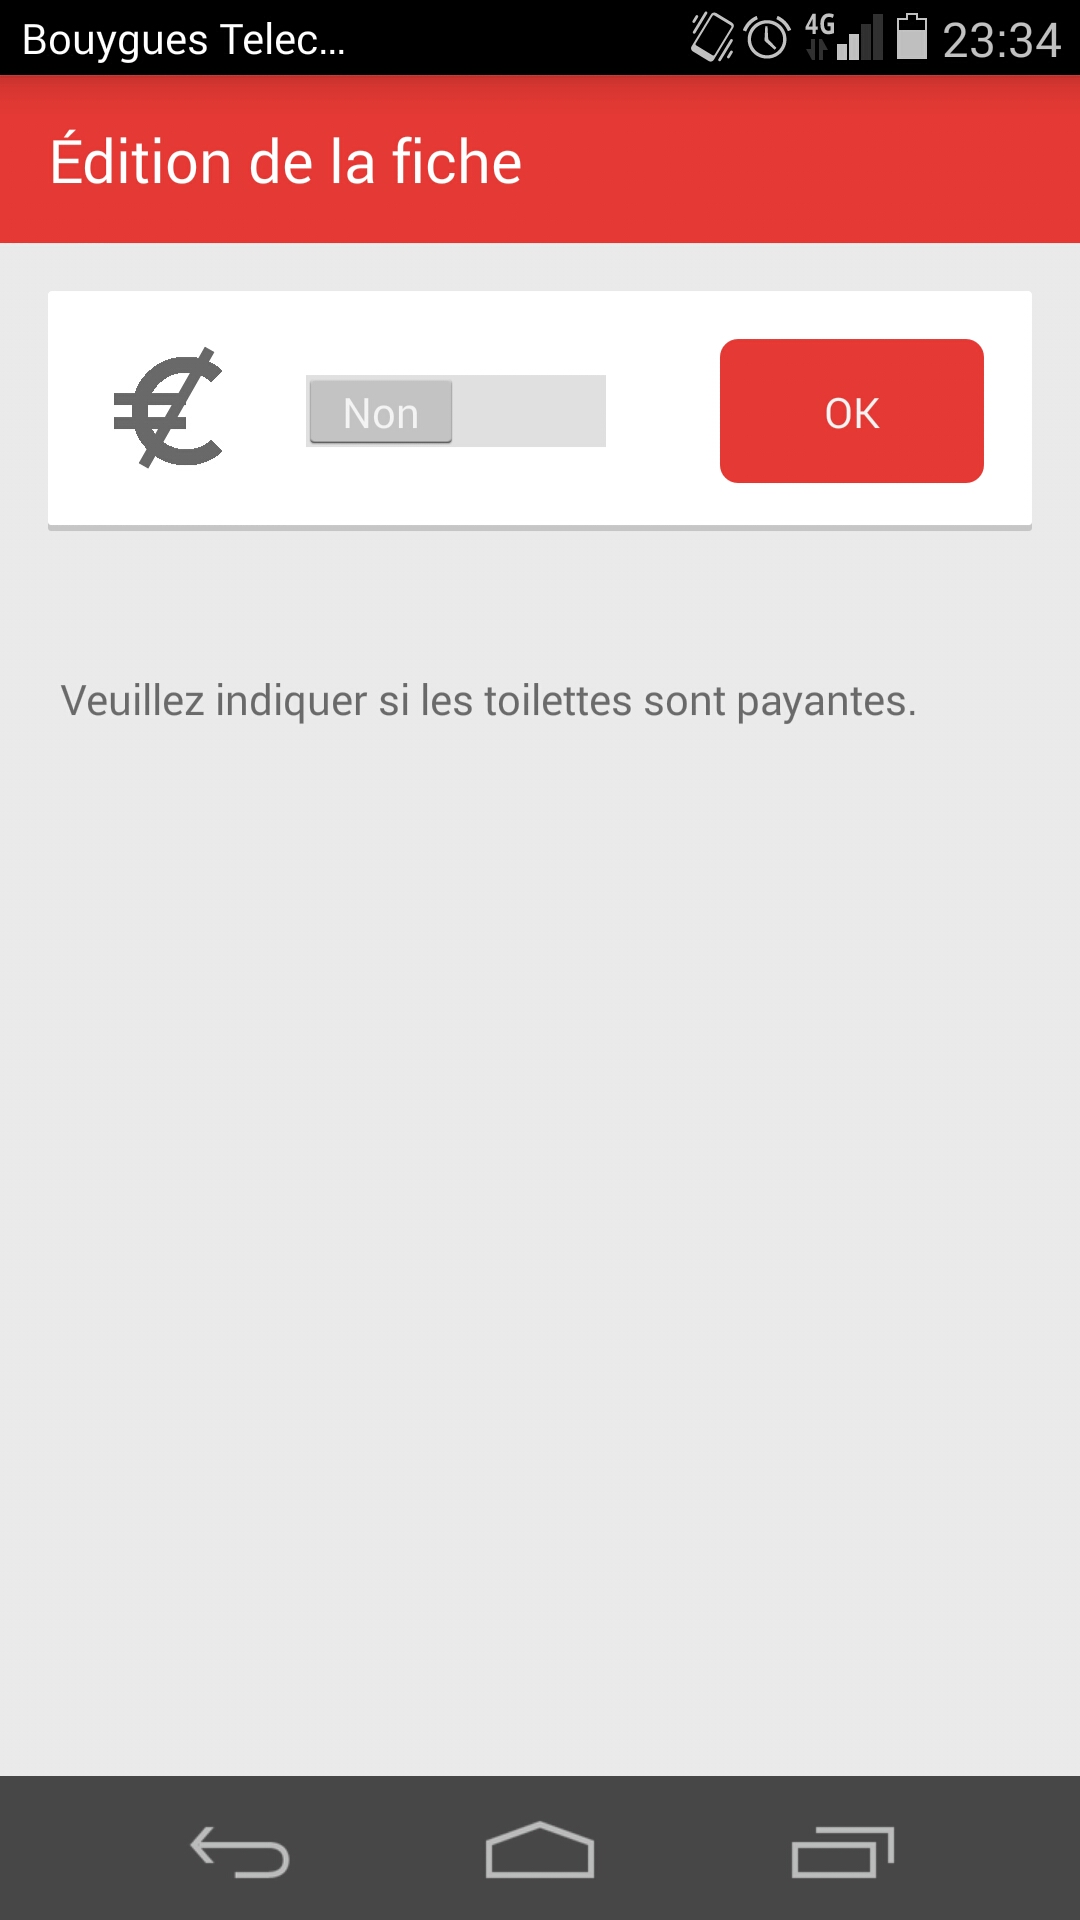 Bouygues Telec...
4G
23:34
Édition de la fiche
Non
OK
Veuillez indiquer si les toilettes sont payantes.